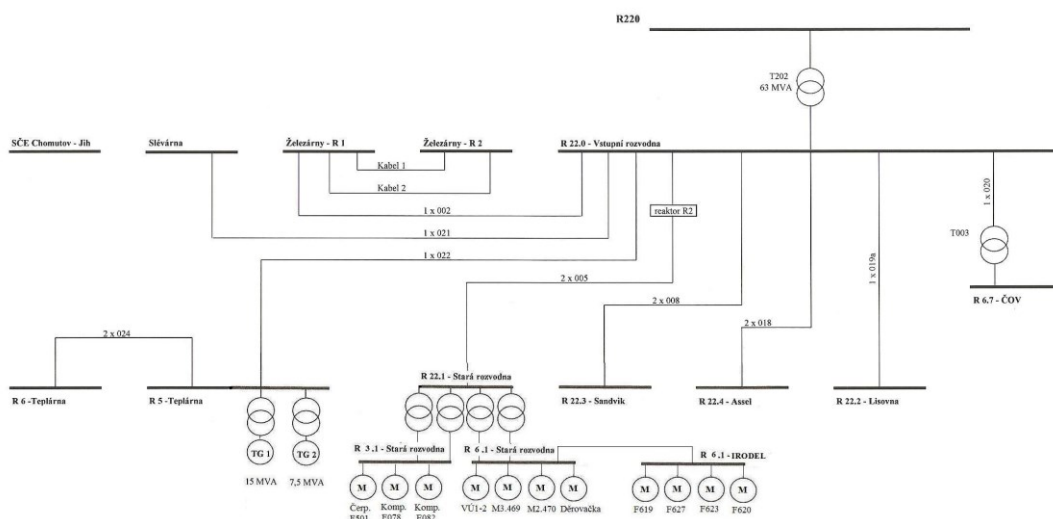 R220
T202
63 MVA
SČE Chomutov - Jih
Slévárna
Železárny - R 1
Železárny - R 2
R 22.0 - Vstupní rozvodna
Kabel 1
Kabel 2
1 x 002
reaktor R2
1 x 020
1 x 021
T003
1 x 022
2 x 005
1 x 019a
2 x 008
R 6.7 - ČOV
2 x 018
2 x 024
R 22.1 - Stará rozvodna
R 6 -Teplárna
R 5 -Teplárna
R 22.3 - Sandvik
R 22.4 - Assel
R 22.2 - Lisovna
TG 1
TG 2
R 3 .1 - Stará rozvodna
R 6 .1 - Stará rozvodna
R 6 .1 - IRODEL
15 MVA
7,5 MVA
M
M
M
M
M
M
M
M
M
M
M
Čerp.
Komp.
Komp.
VÚ1-2
M3.469
M2.470
Děrovačka
F619
F627
F623
F620